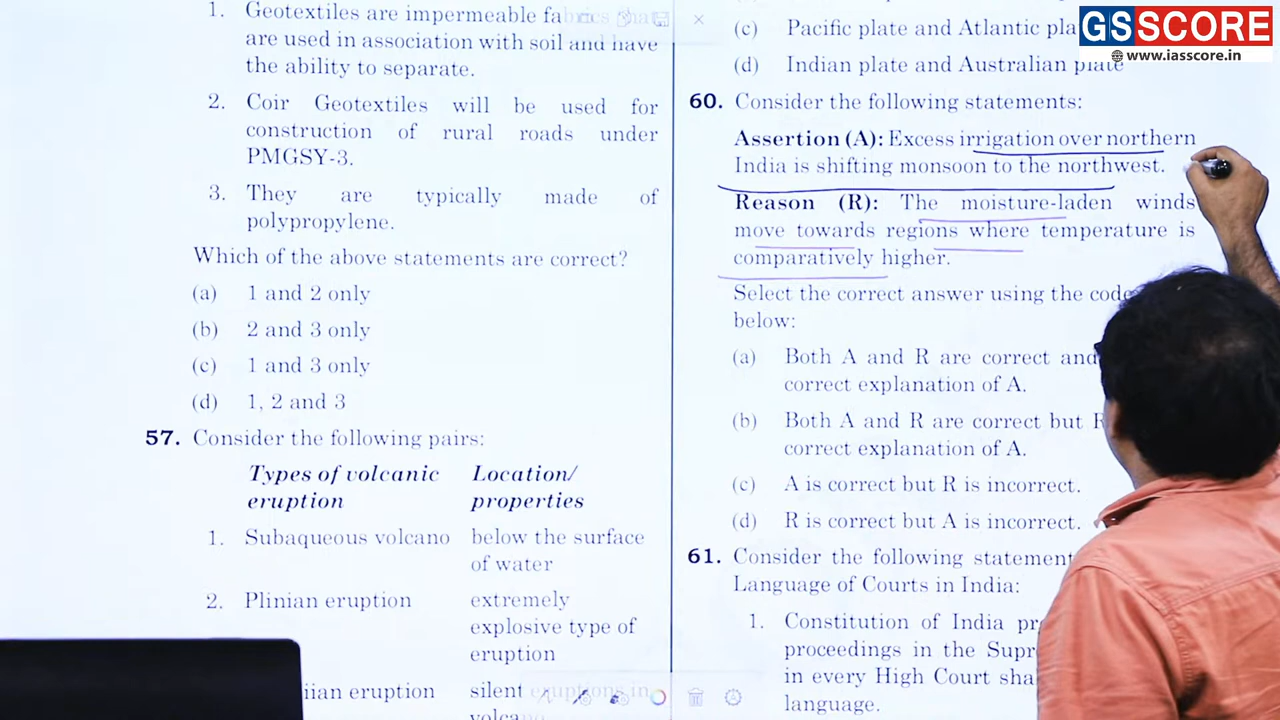 1. Geotextiles are impermeable fabrics that
are used in association with soil and have
the ability to separate.
2. Coir Geotextiles will be used for
construction of rural roads under
PMGSY-3.
3. They are typically made of
polypropylene.
Which of the above statements are correct?
(a) 1 and 2 only
(b) 2 and 3 only
(c) 1 and 3 only
(d) 1, 2 and 3
57. Consider the following pairs:
Types of volcanic eruption
Location/ properties
1. Subaqueous volcano
below the surface
of water
2. Plinian eruption
extremely
explosive type of
eruption
eruption
silent eruptions in
(c) Pacific plate and Atlantic
(d) Indian plate and Australian plate
60. Consider the following statements:
Assertion (A): Excess irrigation over northern
India is shifting monsoon to the northwest.
Reason (R): The moisture-laden winds
move towards regions where temperature is
comparatively higher.
Select the correct answer using the
below:
(a) Both A and R are correct and
correct explanation of A.
(b) Both A and R are correct but R
correct explanation of A.
(c) A is correct but R is incorrect.
(d) R is correct but A is incorrect.
61. Consider the following
Language of Courts in India:
1. Constitution of India
proceedings in the
in every High Court
language.
GSSCORE
www.iasscore.in